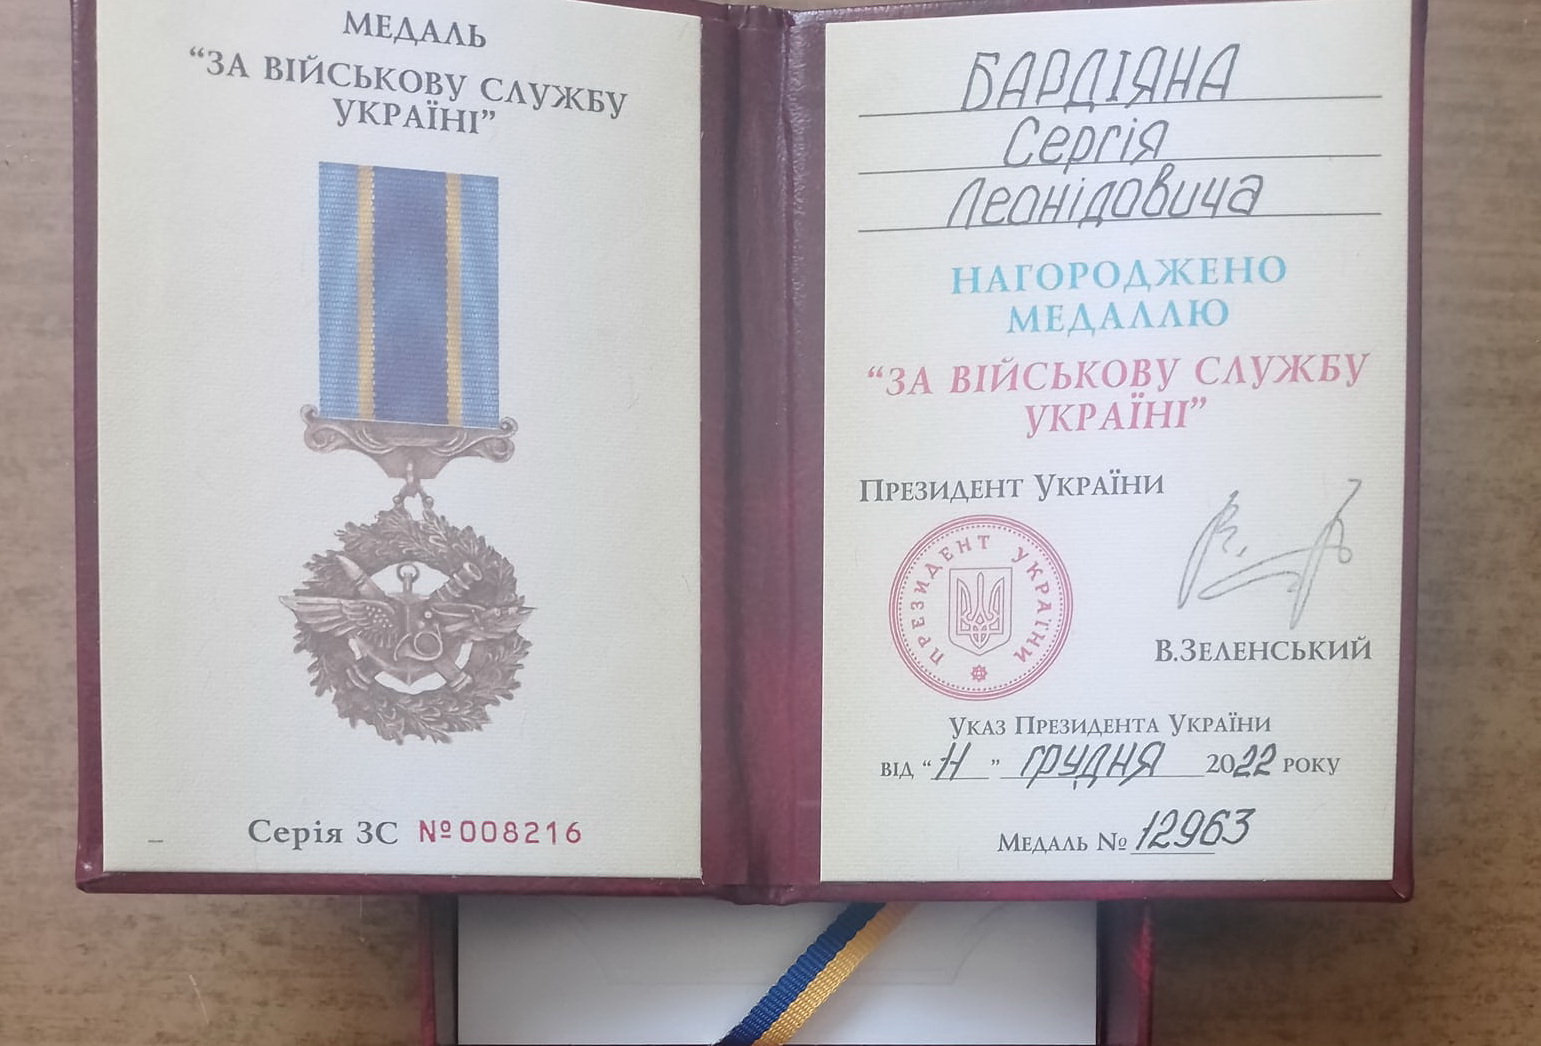 МЕДАЛЬ
“ЗА ВІЙСЬКОВУ СЛУЖБУ
УКРАЇНІ”
Серія ЗС №008216
БАРДІЯНА
Сергія
Леонідовича
НАГОРОДЖЕНО
МЕДАЛЛЮ
“ЗА ВІЙСЬКОВУ СЛУЖБУ
УКРАЇНІ”
ПРЕЗИДЕНТ УКРАЇНИ
ПРЕЗИДЕНТ УКРАЇНИ
В.ЗЕЛЕНСЬКИЙ
УКАЗ ПРЕЗИДЕНТА УКРАЇНИ
ВІД “ ” ГРУДНЯ 2022 РОКУ
МЕДАЛЬ № 12963